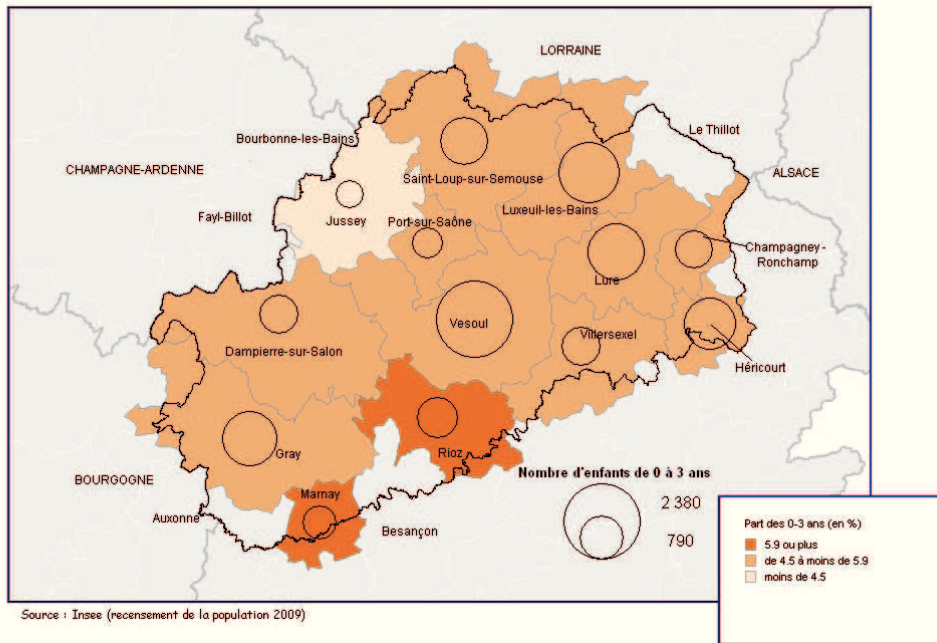 LORRAINE
Le Thillot
Bourbonne-les-Bains
CHAMPAGNE-ARDENNE
ALSACE
Saint-Loup-sur-Semouse
Fayl-Billot
Jussey
Port-sur-Saône
Luxeuil-les-Bains
Champagney-
Ronchamp
Lure
Vesoul
Villersexel
Dampierre-sur-Salon
Héricourt
Gray
Rioz
Nombre d'enfants de 0 à 3 ans
BOURGOGNE
Marnay
2 380
Auxonne
Besançon
790
Part des 0-3 ans (en %)
5.9 ou plus
de 4.5 à moins de 5.9
moins de 4.5
Source : Insee (recensement de la population 2009)